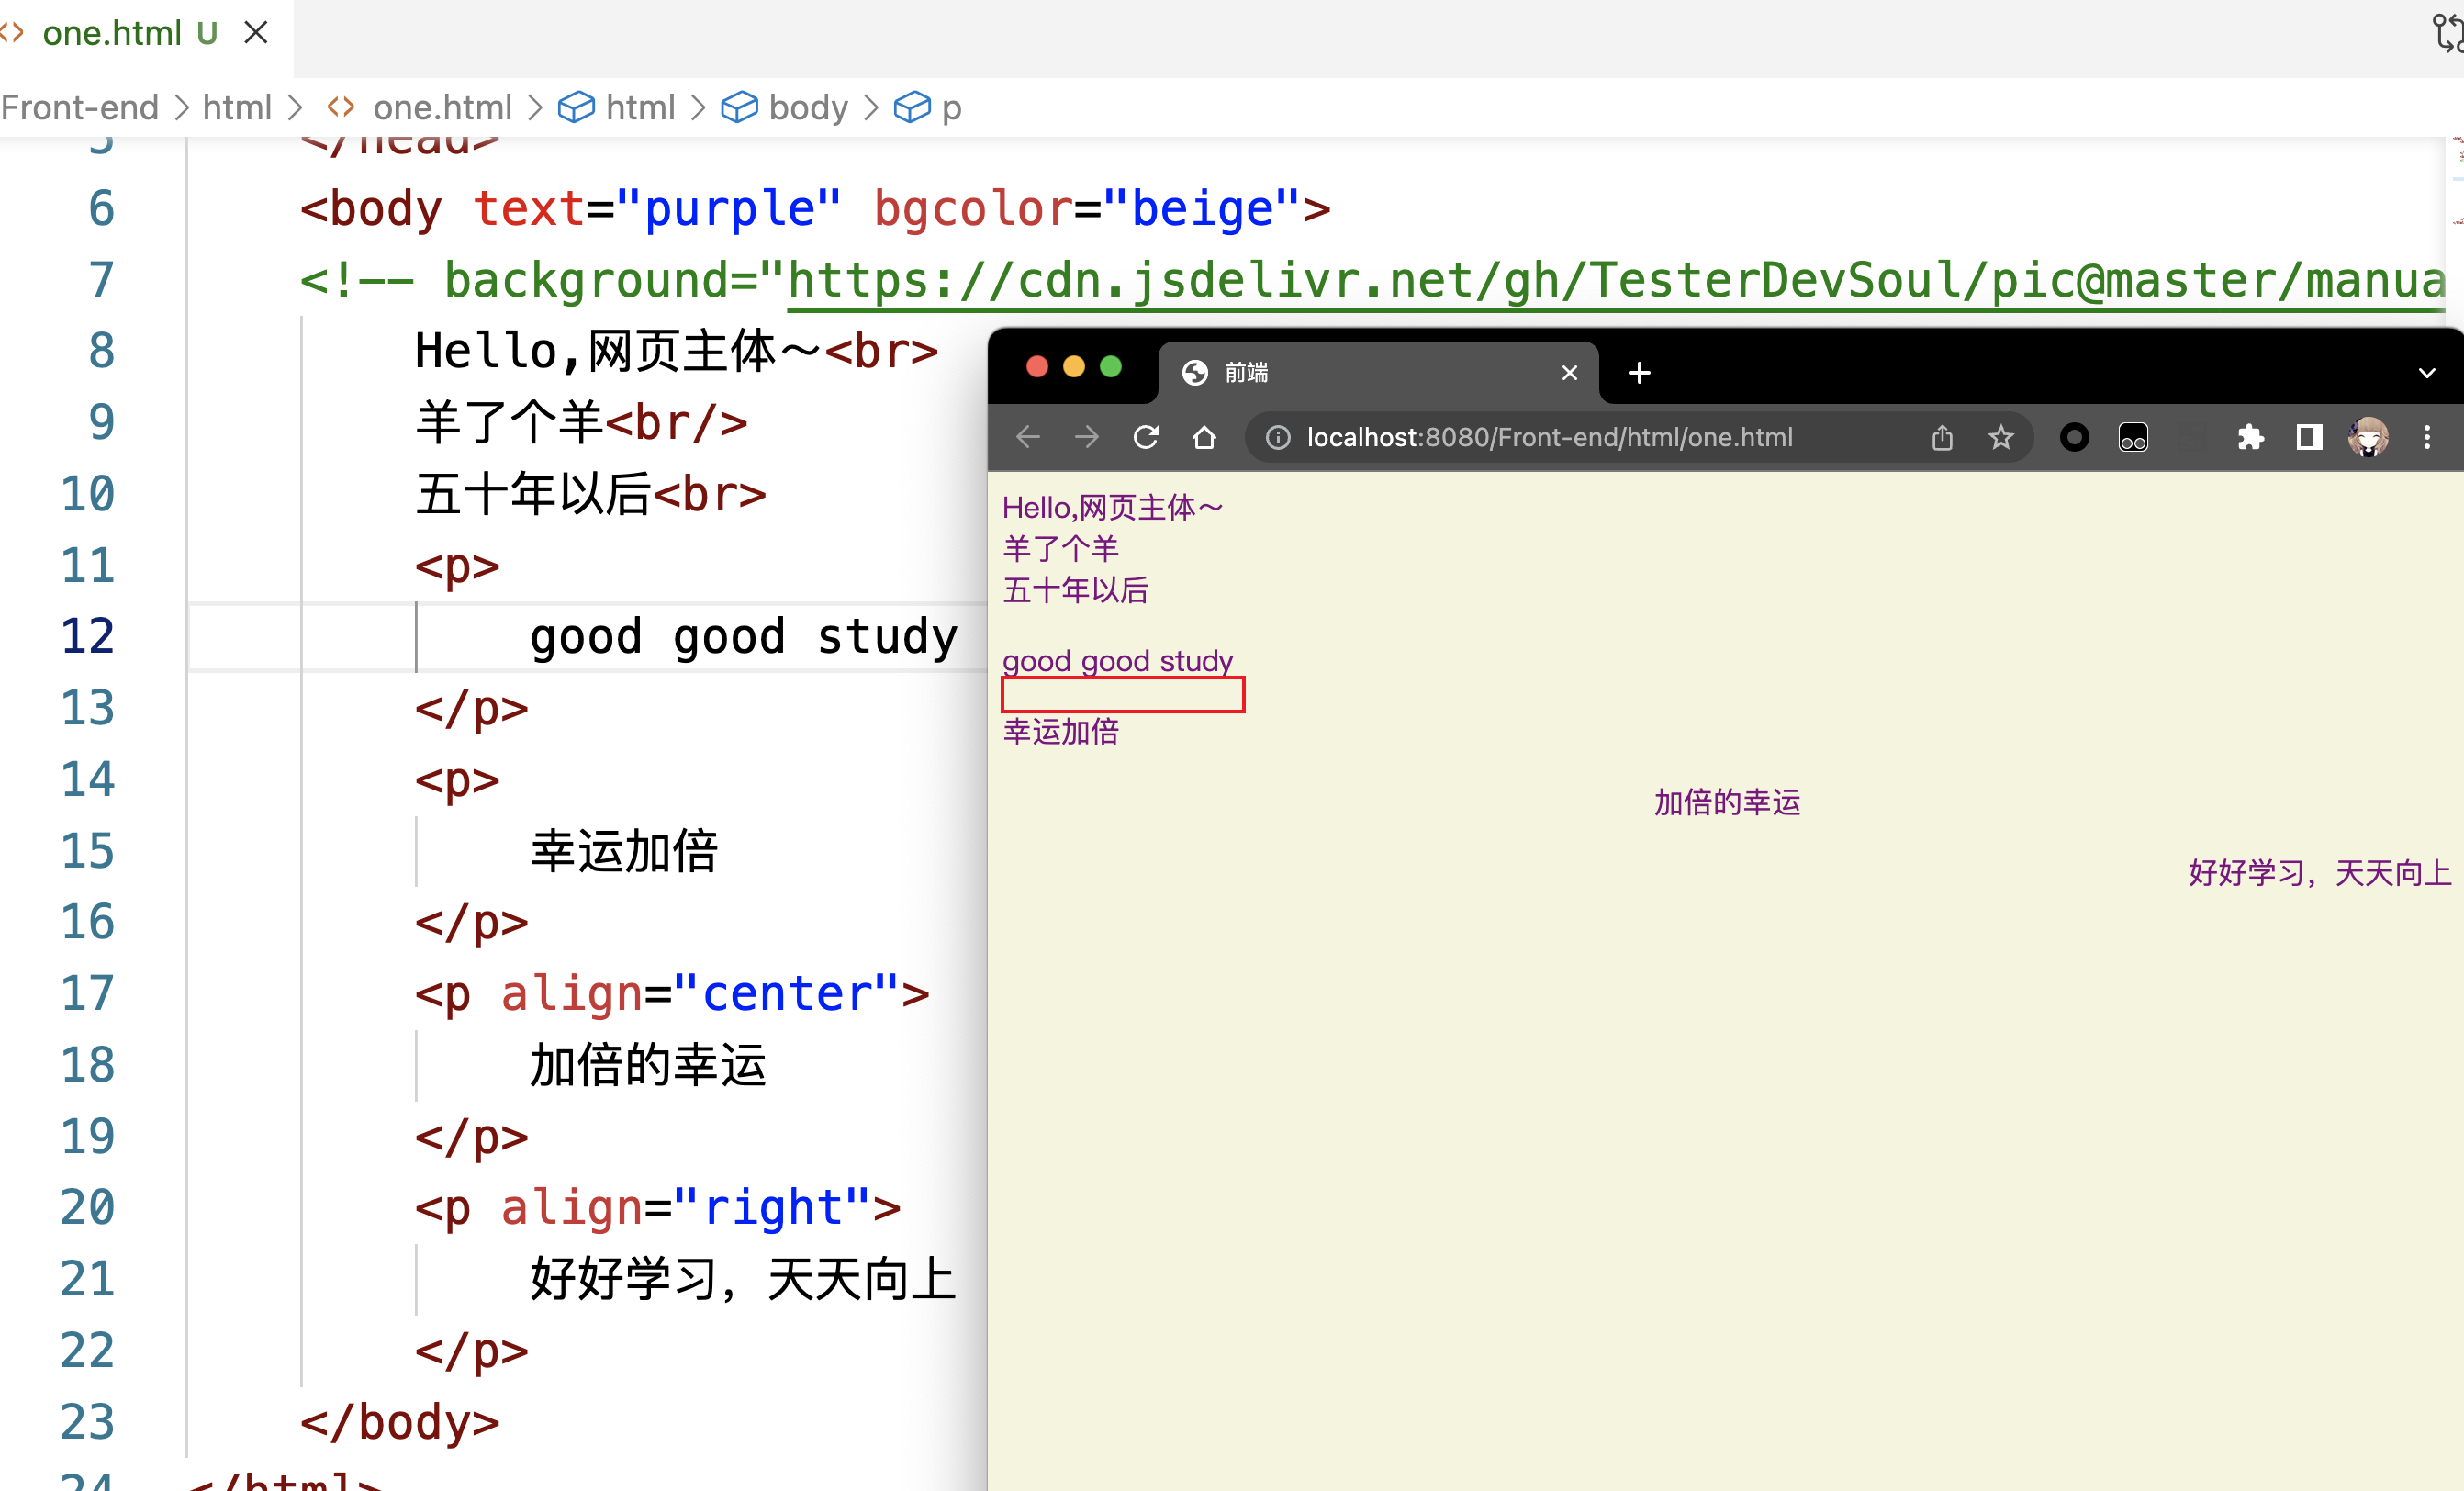 one.html U
Front-end > html > one.html > html > body > p
5 </head>
6 <body text="purple" bgcolor="beige">
7 <!-- background="https://cdn.jsdelivr.net/gh/TesterDevSoul/pic@master/manua
8 Hello,网页主体～<br>
9 羊了个羊<br/>
10 五十年以后<br>
11 <p>
12 good good study
13 </p>
14 <p>
15 幸运加倍
16 </p>
17 <p align="center">
18 加倍的幸运
19 </p>
20 <p align="right">
21 好好学习，天天向上
22 </p>
23 </body>
24 </html>
前端
localhost:8080/Front-end/html/one.html
Hello,网页主体～
羊了个羊
五十年以后
good good study
幸运加倍
加倍的幸运
好好学习，天天向上